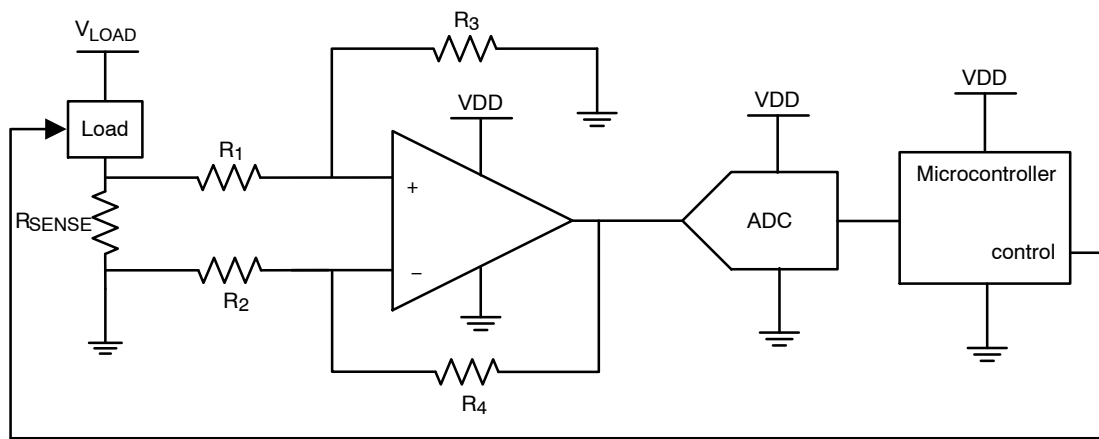 VLOAD
Load
RSENSE
R1
R2
R3
VDD
+
−
R4
VDD
ADC
VDD
Microcontroller
control